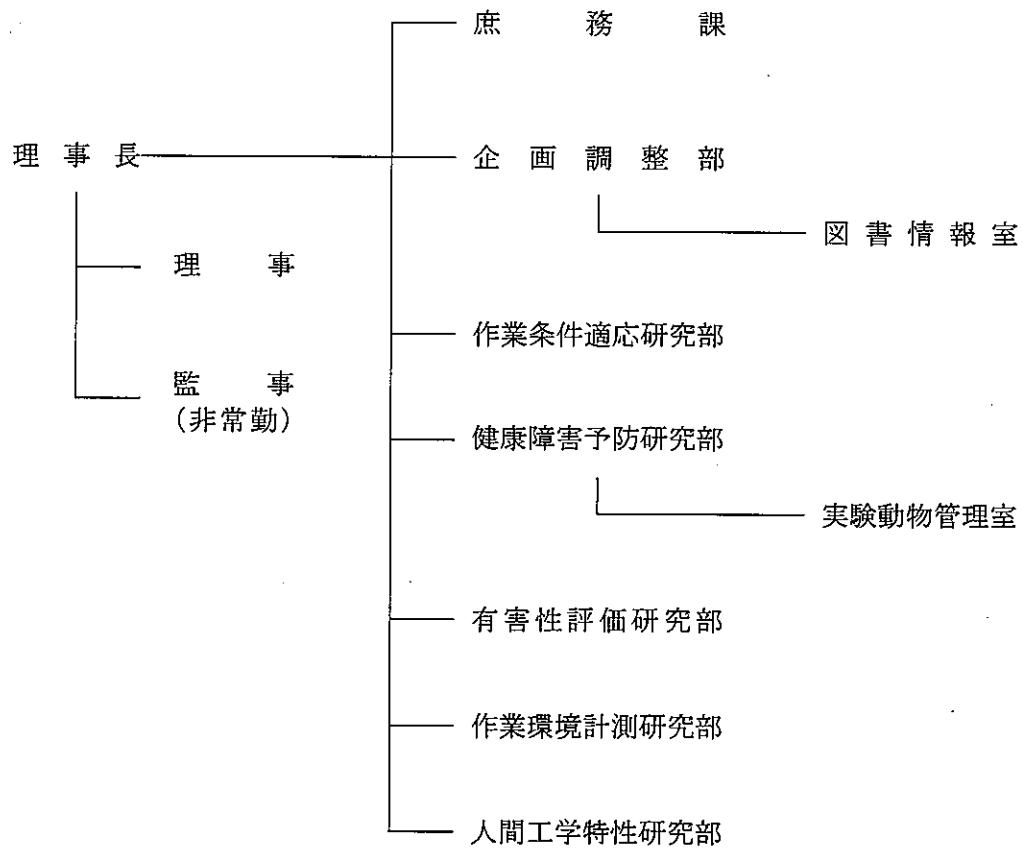 庶務課
理事長
企画調整部
図書情報室
理事
作業条件適応研究部
監事
(非常勤)
健康障害予防研究部
実験動物管理室
有害性評価研究部
作業環境計測研究部
人間工学特性研究部